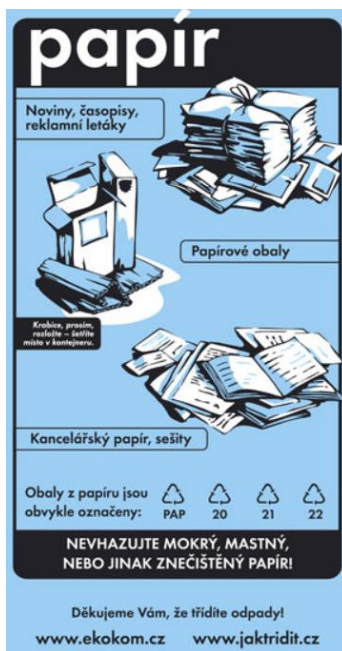 papír
Noviny, časopisy,
reklamní letáky
Papírové obaly
Krabice, prosím,
rozložte – šetříte
místo v kontejneru.
Kancelářský papír, sešity
Obaly z papíru jsou
obvykle označeny:
PAP 20 21 22
NEVHAZUJTE MOKRÝ, MASTNÝ,
NEBO JINAK ZNEČIŠTĚNÝ PAPÍR!
Děkujeme Vám, že třídíte odpady!
www.ekokom.cz www.jaktridit.cz